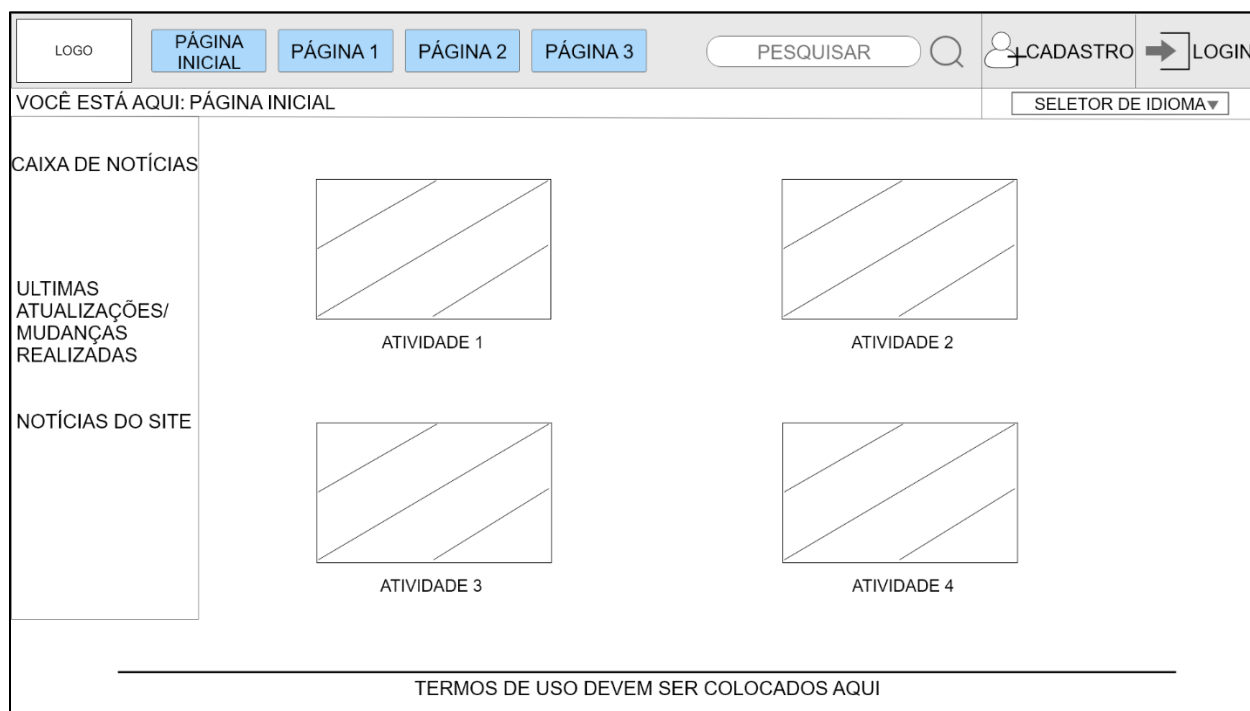 LOGO
PÁGINA
INICIAL
PÁGINA 1
PÁGINA 2
PÁGINA 3
PESQUISAR
CADASTRO
LOGIN
VOCÊ ESTÁ AQUI: PÁGINA INICIAL
SELETOR DE IDIOMA
CAIXA DE NOTÍCIAS
ULTIMAS
ATUALIZAÇÕES/
MUDANÇAS
REALIZADAS
NOTÍCIAS DO SITE
ATIVIDADE 1
ATIVIDADE 2
ATIVIDADE 3
ATIVIDADE 4
TERMOS DE USO DEVEM SER COLOCADOS AQUI